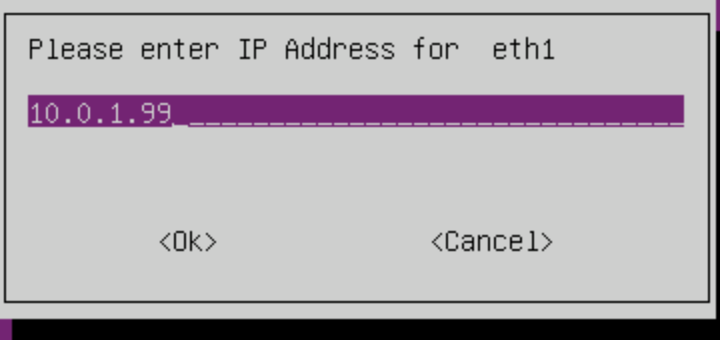 Please enter IP Address for  eth1
10.0.1.99
<Ok> <Cancel>